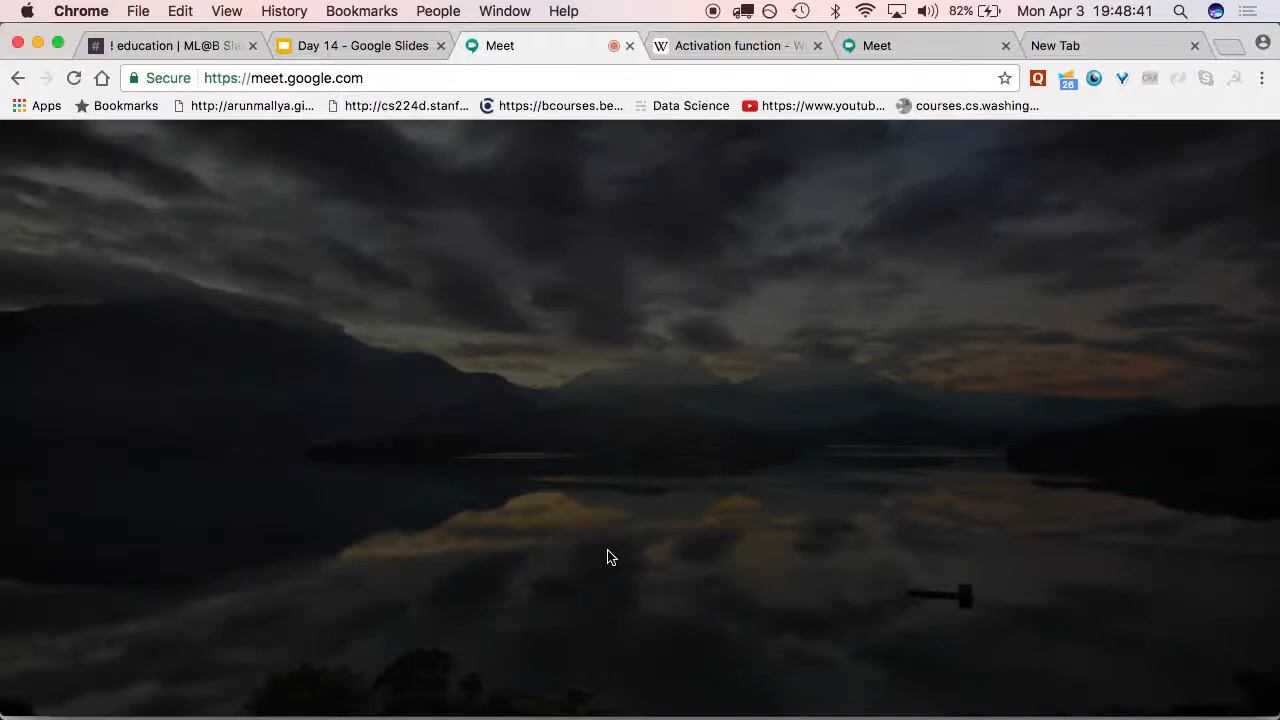 Chrome File Edit View History Bookmarks People Window Help 82% Mon Apr 3 19:48:41
# ! education | ML@B Sla Day 14 - Google Slides Meet W Activation function - W Meet New Tab
Secure https://meet.google.com Q 26
Apps Bookmarks http://arunmallya.gi... http://cs224d.stanf... https://bcourses.be... Data Science https://www.youtub... courses.cs.washing...